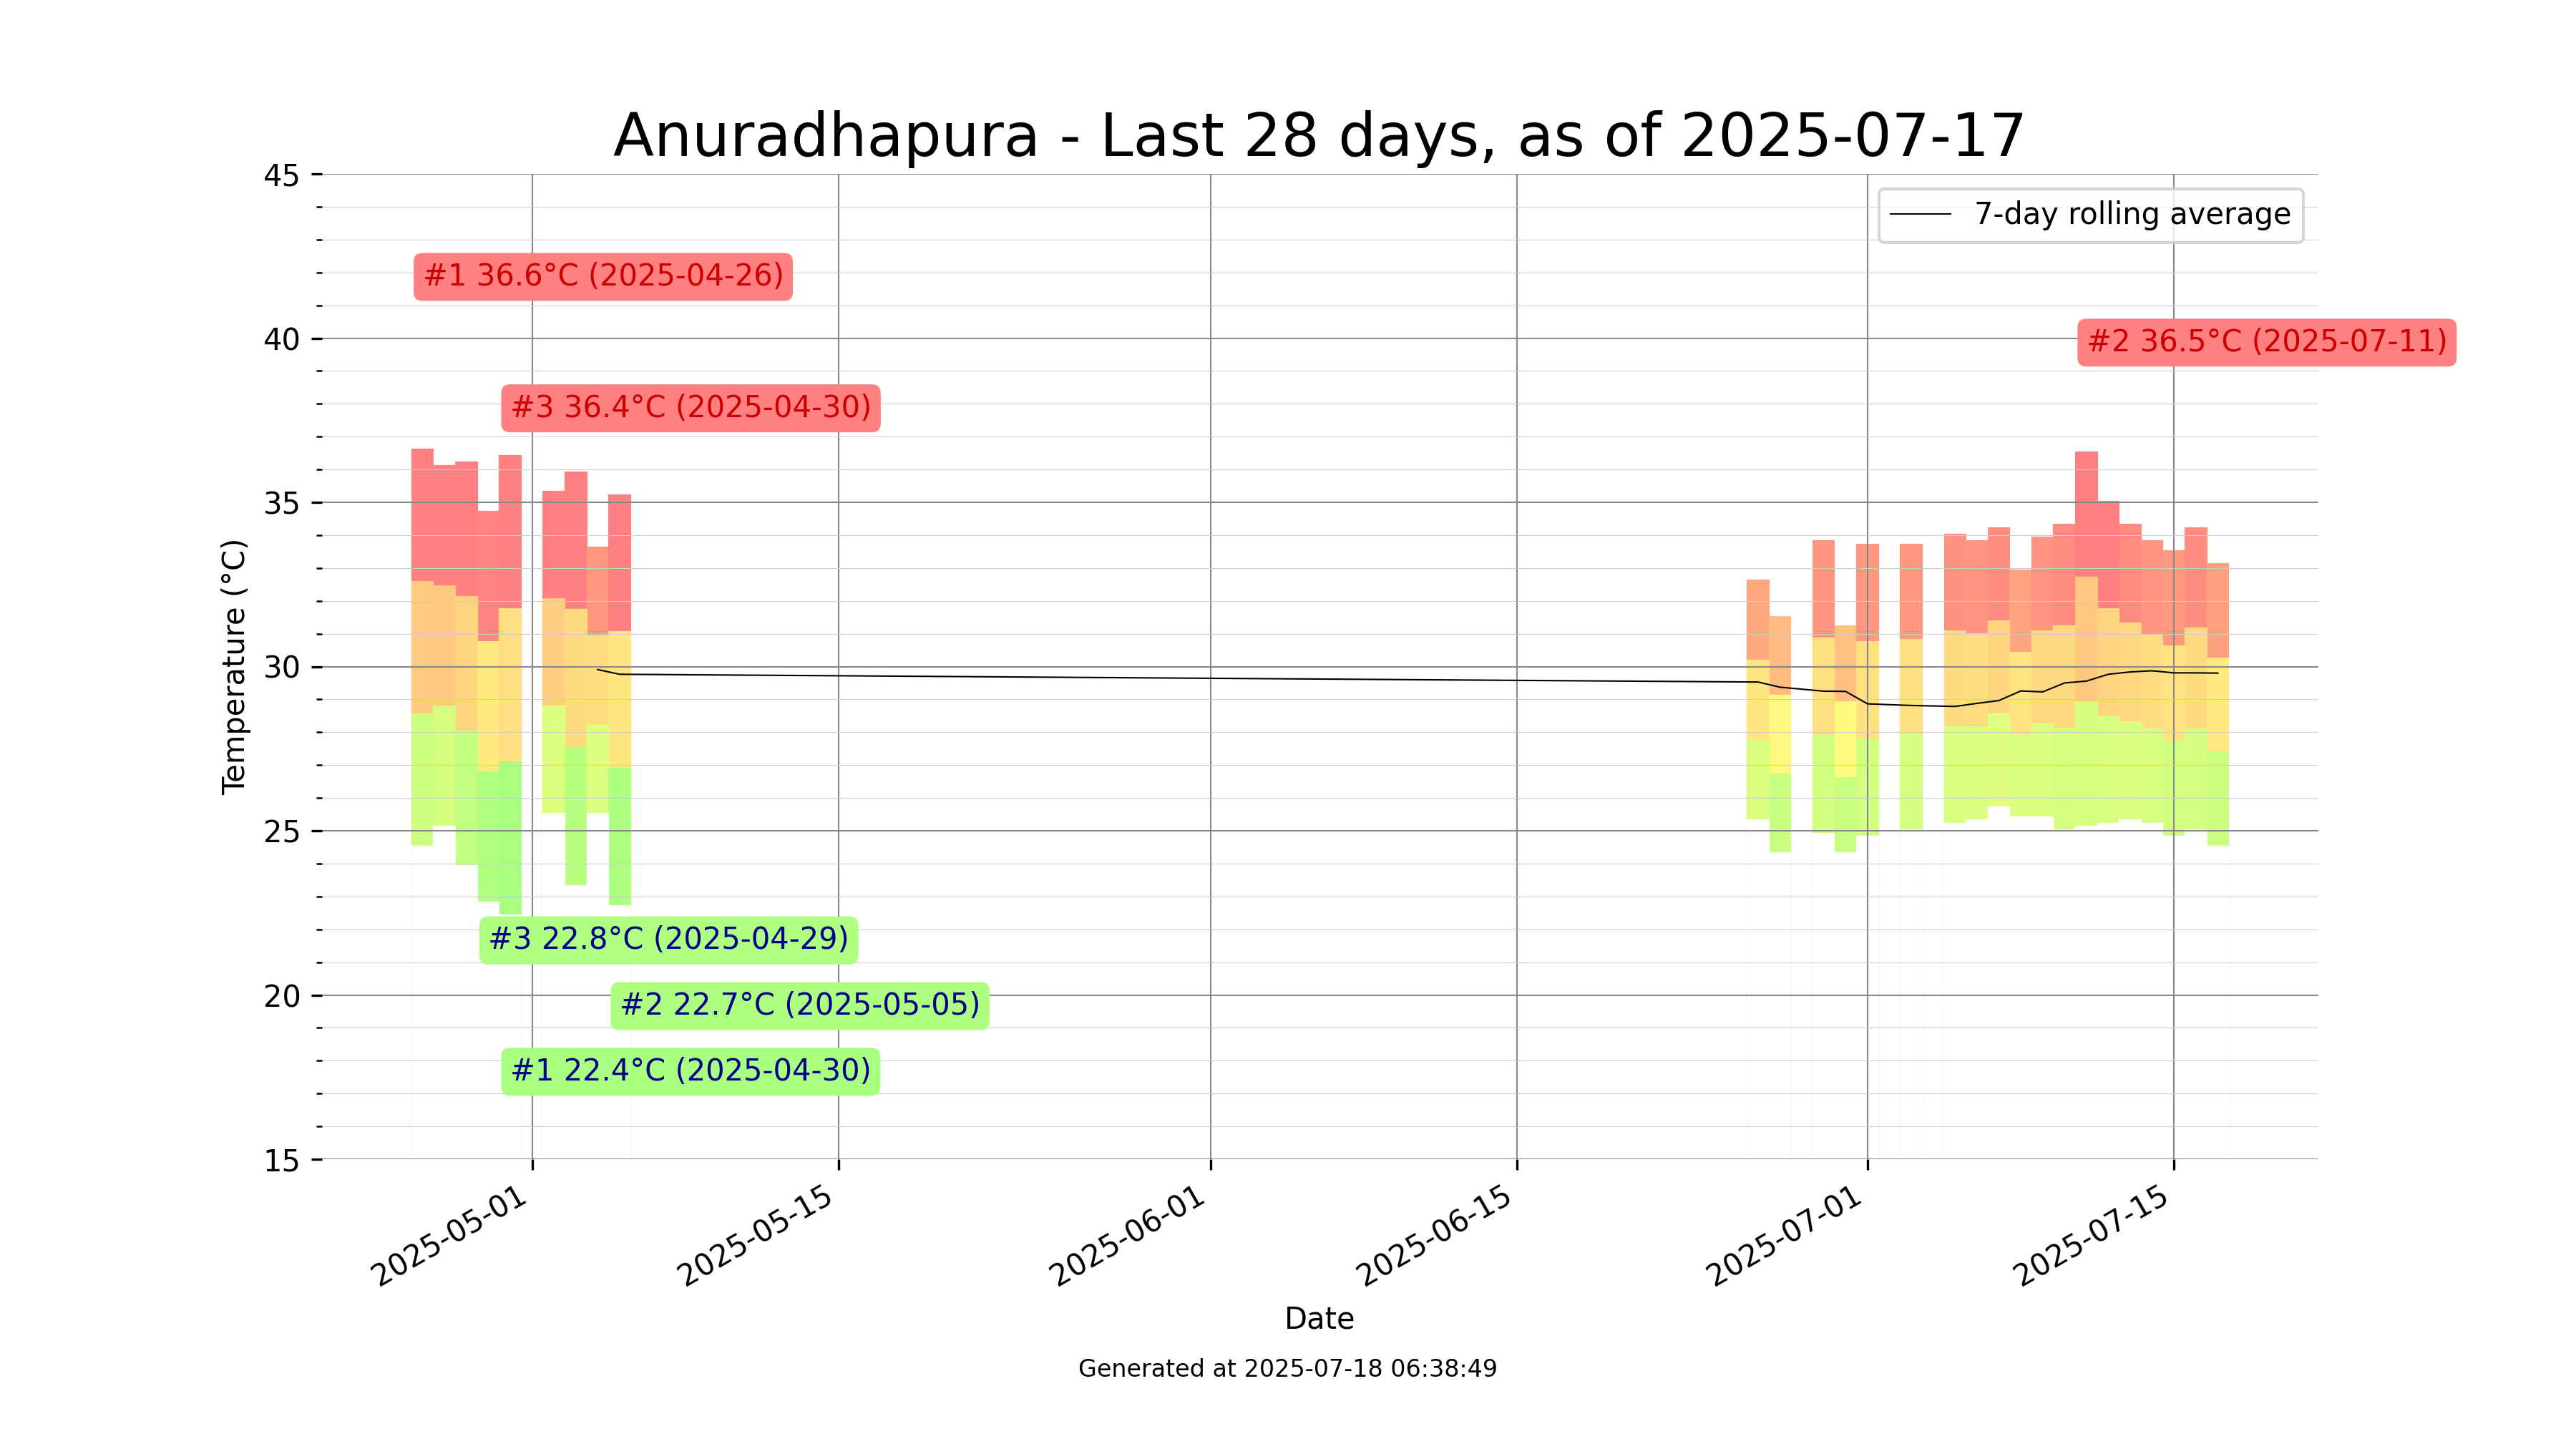 Anuradhapura - Last 28 days, as of 2025-07-17
45
7-day rolling average
#1 36.6°C (2025-04-26)
40
#2 36.5°C (2025-07-11)
#3 36.4°C (2025-04-30)
35
Temperature (°C)
30
25
#3 22.8°C (2025-04-29)
20
#2 22.7°C (2025-05-05)
#1 22.4°C (2025-04-30)
15
2025-05-01
2025-05-15
2025-06-01
2025-06-15
2025-07-01
2025-07-15
Date
Generated at 2025-07-18 06:38:49